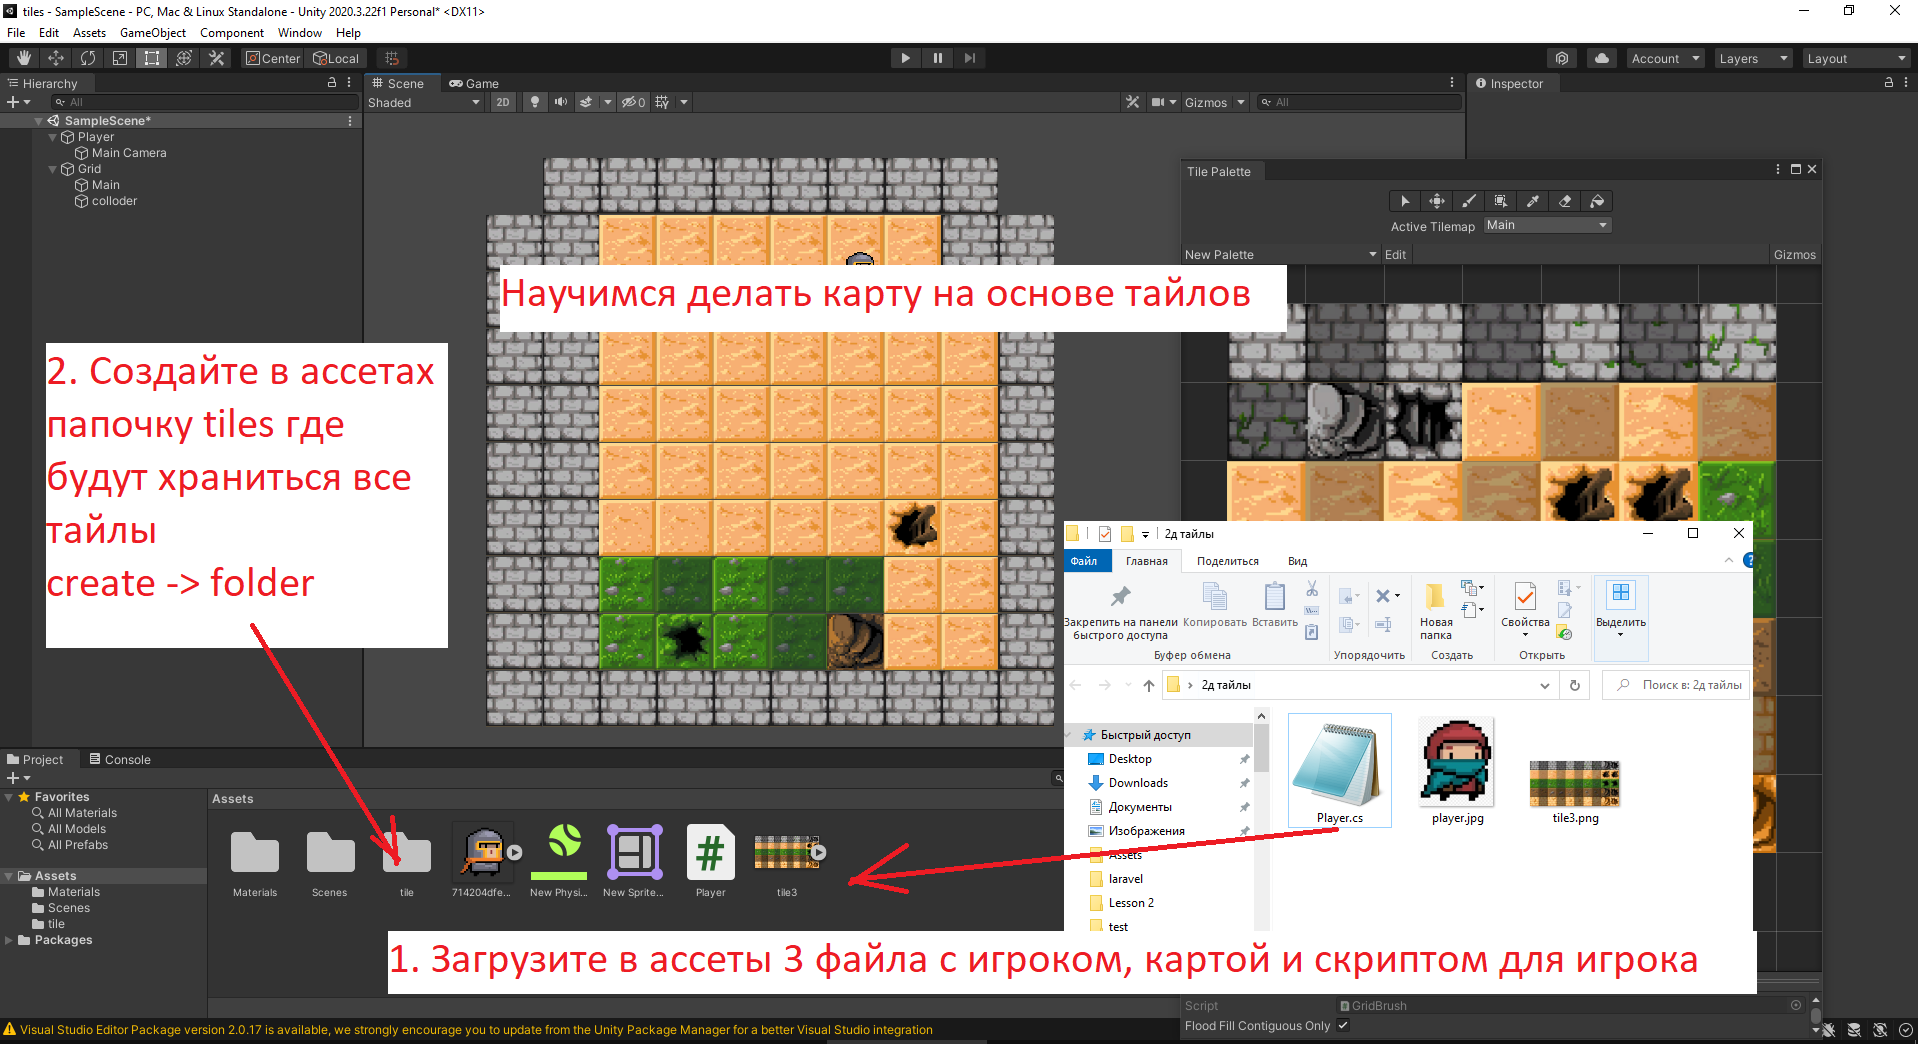 tiles - SampleScene - PC, Mac & Linux Standalone - Unity 2020.3.22f1 Personal* <DX11>
File Edit Assets GameObject Component Window Help
Center Local Account Layers Layout
Hierarchy
All
SampleScene*
Player
Main Camera
Grid
Main
colloder
Scene Game
Shaded 2D 0 Gizmos All
Inspector
Tile Palette
Active Tilemap Main
New Palette Edit Gizmos
Научимся делать карту на основе тайлов
2. Создайте в ассетах
папочку tiles где
будут храниться все
тайлы
create -> folder
2д тайлы
Файл Главная Поделиться Вид
Закрепить на панели
быстрого доступа
Копировать
Вставить
Буфер обмена
Упорядочить
Новая
папка
Создать
Свойства
Открыть
Выделить
2д тайлы
Поиск в: 2д тайлы
Быстрый доступ
Desktop
Downloads
Документы
Изображения
Assets
laravel
Lesson 2
test
Player.cs player.jpg tile3.png
Project Console
Favorites
All Materials
All Models
All Prefabs
Assets
Materials
Scenes
tile
Packages
Assets
Materials Scenes tile 714204dfe... New Physi... New Sprite... Player tile3
1. Загрузите в ассеты 3 файла с игроком, картой и скриптом для игрока
Script GridBrush
Flood Fill Contiguous Only
Visual Studio Editor Package version 2.0.17 is available, we strongly encourage you to update from the Unity Package Manager for a better Visual Studio integration